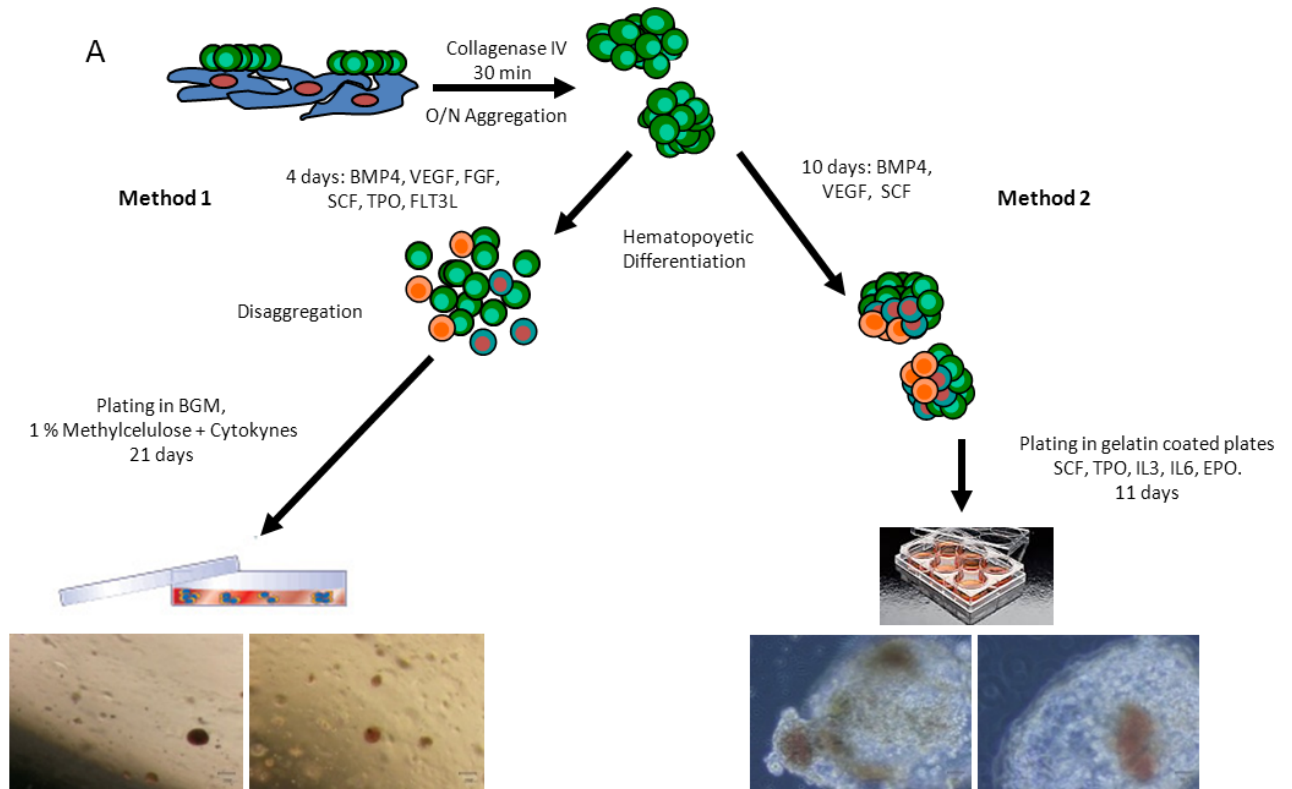 A
Collagenase IV
30 min
O/N Aggregation
Method 1
4 days: BMP4, VEGF, FGF,
SCF, TPO, FLT3L
10 days: BMP4,
VEGF, SCF
Method 2
Hematopoyetic
Differentiation
Disaggregation
Plating in BGM,
1 % Methylcelulose + Cytokynes
21 days
Plating in gelatin coated plates
SCF, TPO, IL3, IL6, EPO.
11 days